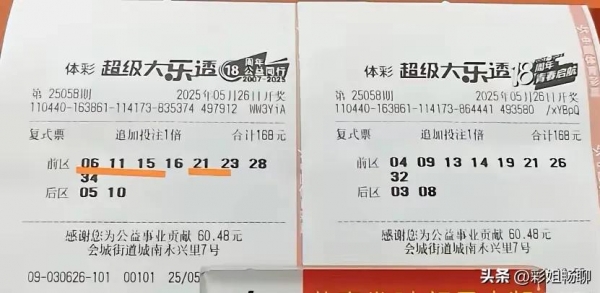 体彩 超级大乐透 18周年 公益同行 2007-2025
第 25058期 2025年05月26日开奖
110440-163861-114173-835374 497912 WW3YiA
复式票 追加投注1倍 合计168元
前区 06 11 15 16 21 23 28
34
后区 05 10
感谢您为公益事业贡献 60.48元
会城街道城南木兴里7号
09-030626-101 00101 25/05
体彩 超级大乐透 18周年 青春启航
第 25058期 2025年05月26日开奖
110440-163861-114173-864441 493580 /xYBpQ
复式票 追加投注1倍 合计168元
前区 04 09 13 14 19 21 26
32
后区 03 08
感谢您为公益事业贡献 60.48元
会城街道城南木兴里7号
头条 @彩姐畅聊